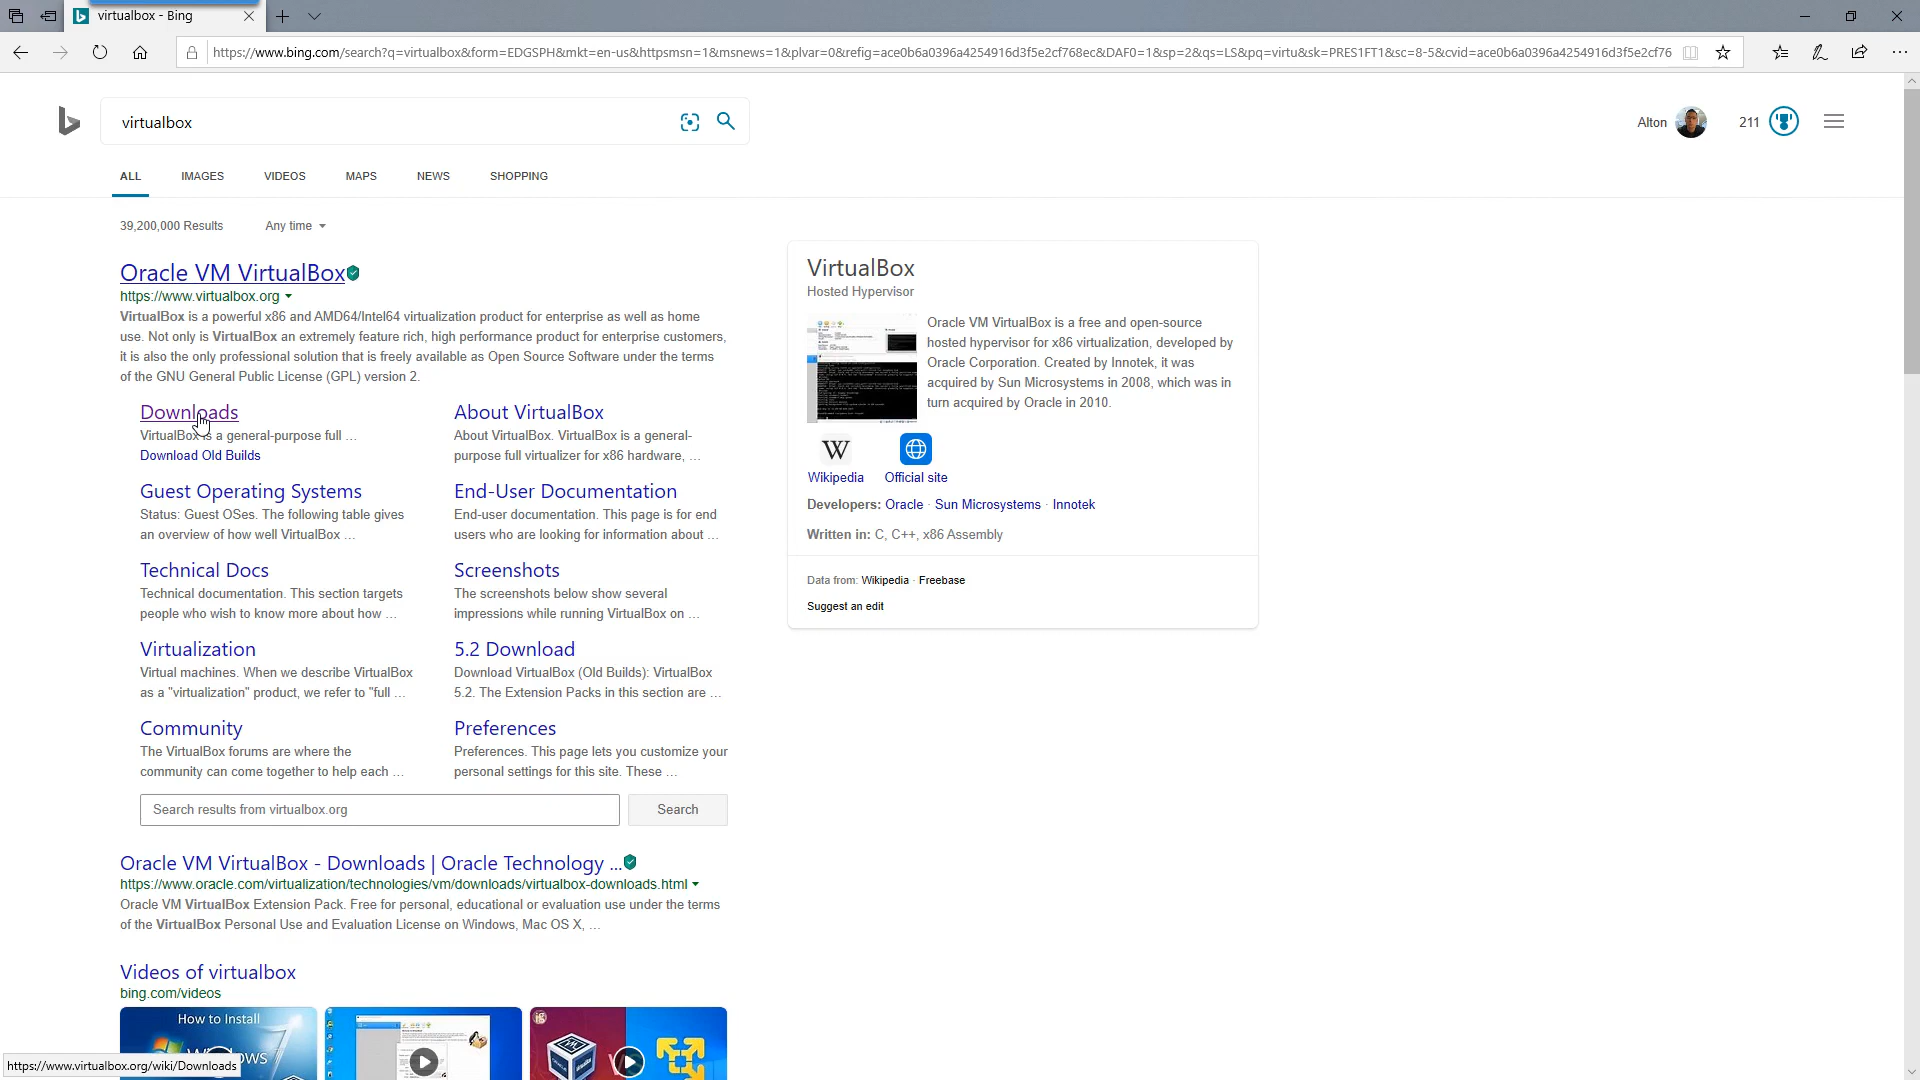 virtualbox - Bing
https://www.bing.com/search?q=virtualbox&form=EDGSPH&mkt=en-us&httpsmsn=1&msnews=1&plvar=0&refig=ace0b6a0396a4254916d3f5e2cf768ec&DAF0=1&sp=2&qs=LS&pq=virtu&sk=PRES1FT1&sc=8-5&cvid=ace0b6a0396a4254916d3f5e2cf76
virtualbox
Alton
211
ALL IMAGES VIDEOS MAPS NEWS SHOPPING
39,200,000 Results Any time
Oracle VM VirtualBox
https://www.virtualbox.org
VirtualBox is a powerful x86 and AMD64/Intel64 virtualization product for enterprise as well as home
use. Not only is VirtualBox an extremely feature rich, high performance product for enterprise customers,
it is also the only professional solution that is freely available as Open Source Software under the terms
of the GNU General Public License (GPL) version 2.
Downloads
VirtualBox is a general-purpose full ...
Download Old Builds
About VirtualBox
About VirtualBox. VirtualBox is a general-
purpose full virtualizer for x86 hardware, ...
Guest Operating Systems
Status: Guest OSes. The following table gives
an overview of how well VirtualBox ...
End-User Documentation
End-user documentation. This page is for end
users who are looking for information about ...
Technical Docs
Technical documentation. This section targets
people who wish to know more about how ...
Screenshots
The screenshots below show several
impressions while running VirtualBox on ...
Virtualization
Virtual machines. When we describe VirtualBox
as a "virtualization" product, we refer to "full ...
5.2 Download
Download VirtualBox (Old Builds): VirtualBox
5.2. The Extension Packs in this section are ...
Community
The VirtualBox forums are where the
community can come together to help each ...
Preferences
Preferences. This page lets you customize your
personal settings for this site. These ...
Search results from virtualbox.org
Search
Oracle VM VirtualBox - Downloads | Oracle Technology ...
https://www.oracle.com/virtualization/technologies/vm/downloads/virtualbox-downloads.html
Oracle VM VirtualBox Extension Pack. Free for personal, educational or evaluation use under the terms
of the VirtualBox Personal Use and Evaluation License on Windows, Mac OS X, ...
Videos of virtualbox
bing.com/videos
How to Install
https://www.virtualbox.org/wiki/Downloads
VirtualBox
Hosted Hypervisor
Oracle VM VirtualBox is a free and open-source
hosted hypervisor for x86 virtualization, developed by
Oracle Corporation. Created by Innotek, it was
acquired by Sun Microsystems in 2008, which was in
turn acquired by Oracle in 2010.
W
Wikipedia
Official site
Developers: Oracle · Sun Microsystems · Innotek
Written in: C, C++, x86 Assembly
Data from: Wikipedia · Freebase
Suggest an edit